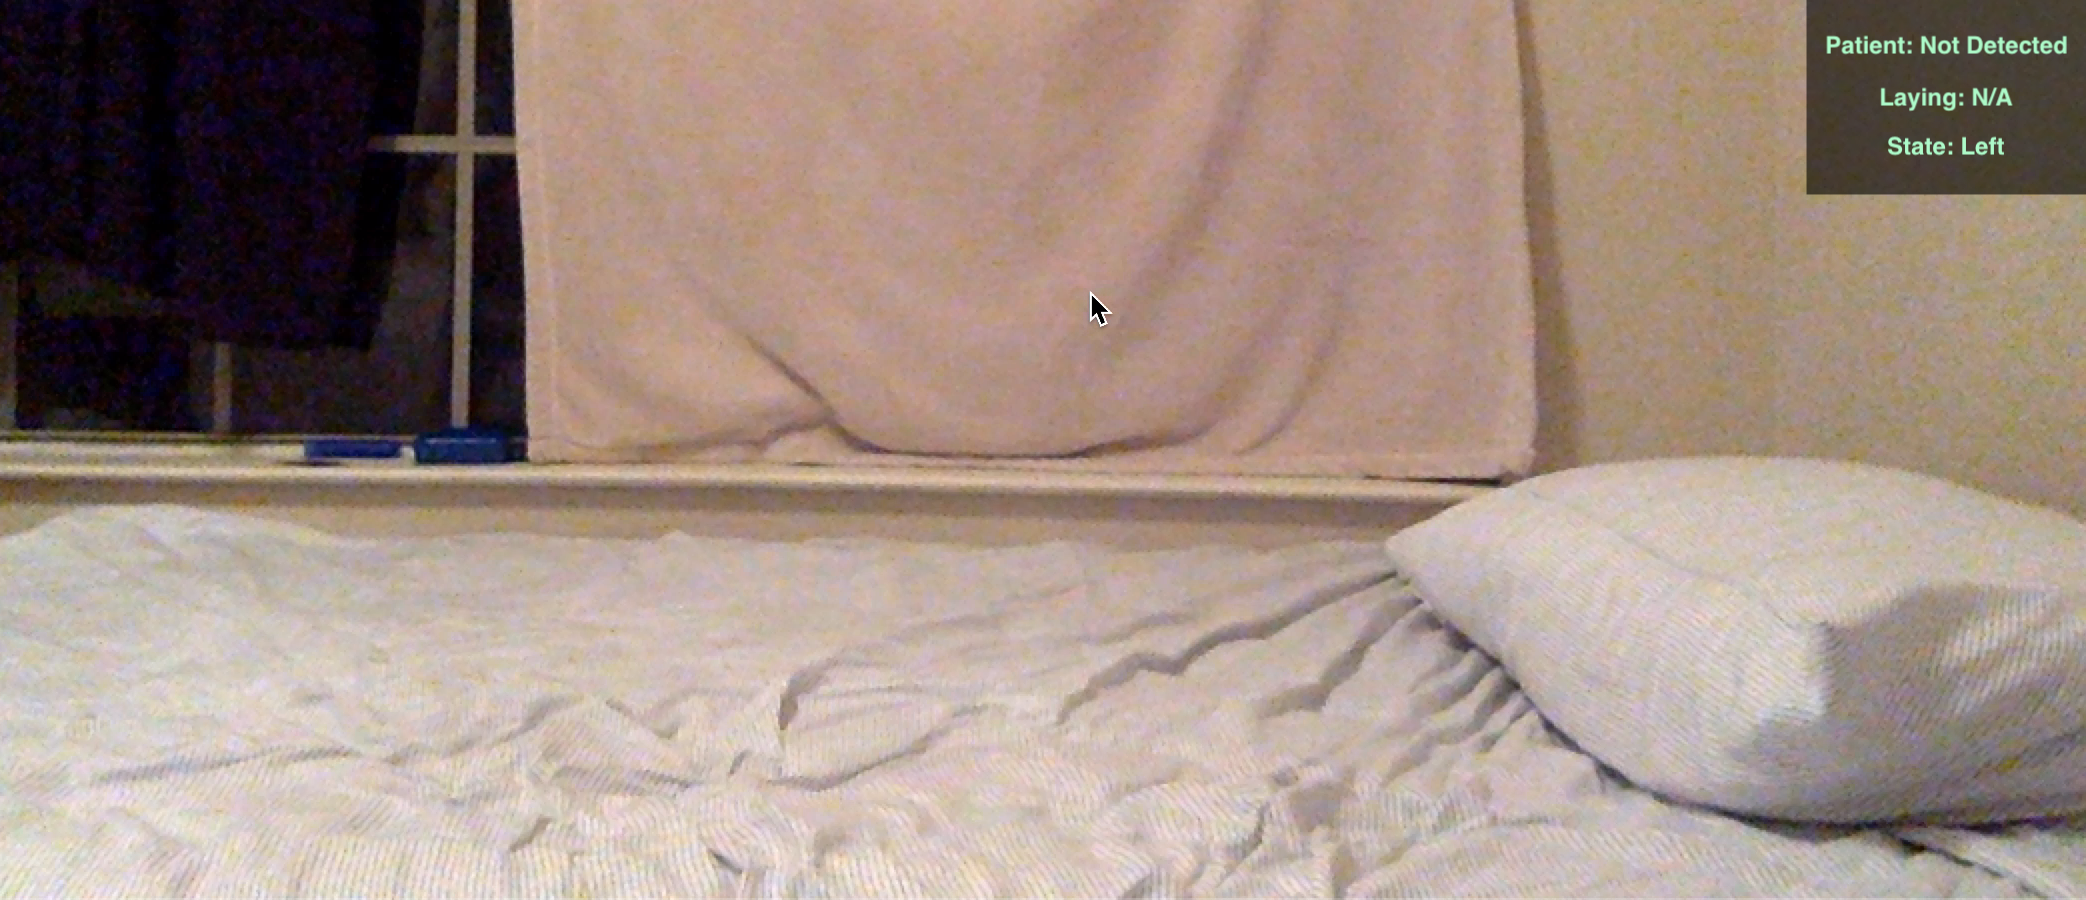 Patient: Not Detected
Laying: N/A
State: Left